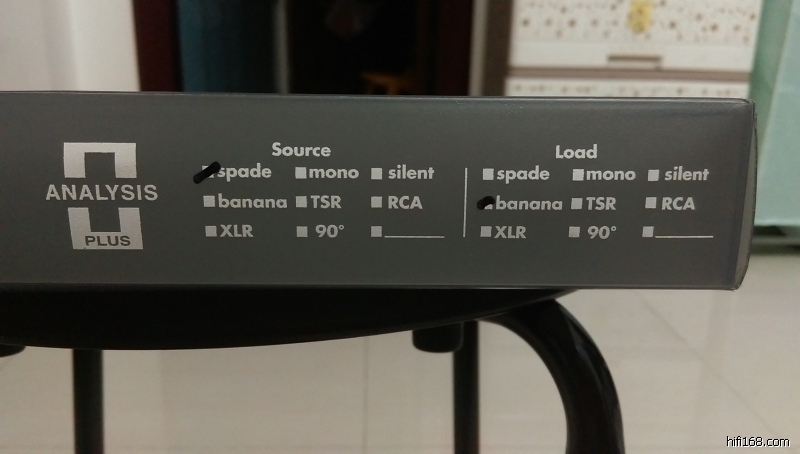 ANALYSIS
PLUS
Source
spade mono silent
banana TSR RCA
XLR 90°
Load
spade mono silent
banana TSR RCA
XLR 90°
hifi168.com